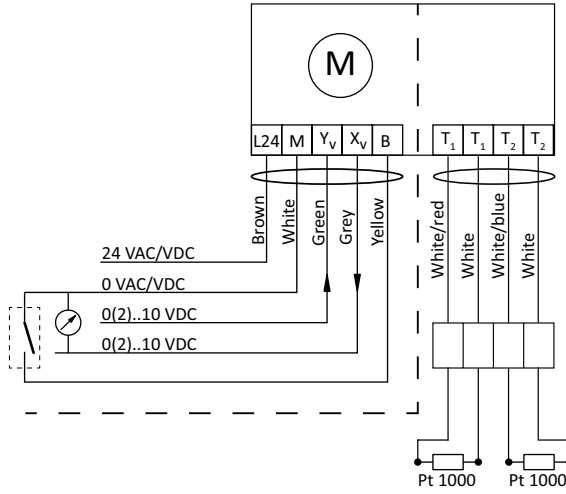 M
L24 M Yv Xv B T1 T1 T2 T2
Brown
White
Green
Grey
Yellow
White/red
White
White/blue
White
24 VAC/VDC
0 VAC/VDC
0(2)..10 VDC
0(2)..10 VDC
Pt 1000 Pt 1000